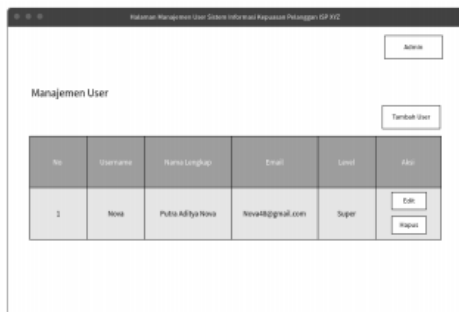 Halaman Manajemen User Sistem Informasi Kepuasan Pelanggan ISP XYZ
Admin
Manajemen User
Tambah User
No Username Nama Lengkap Email Level Aksi
1 Nova Putra Aditya Nova Nova48@gmail.com Super Edit
Hapus